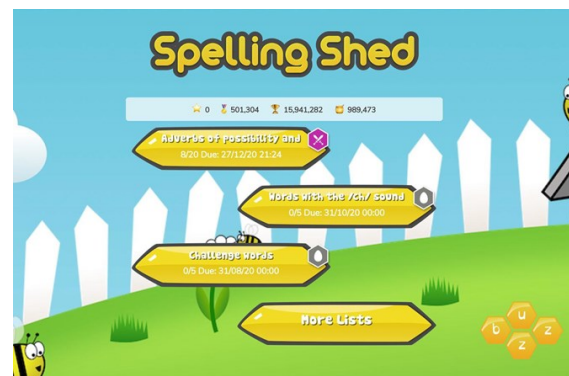 Spelling Shed
0 501,304 15,941,282 989,473
Adverbs of possibility and
8/20 Due: 27/12/20 21:24
Words with the /ch/ sound
0/5 Due: 31/10/20 00:00
Challenge Words
0/5 Due: 31/08/20 00:00
More Lists
b u z z